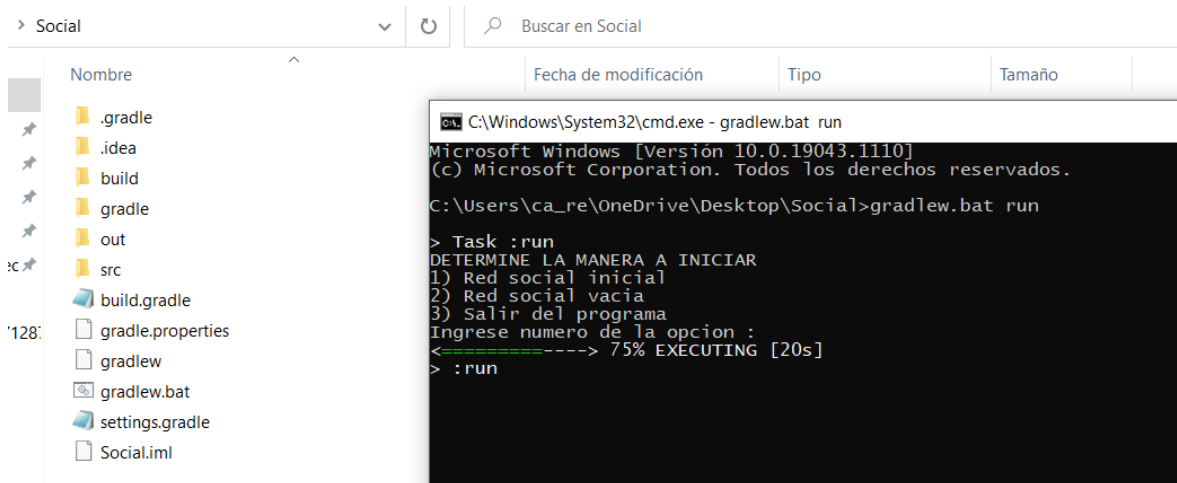 > Social
Buscar en Social
Nombre
Fecha de modificación
Tipo
Tamaño
.gradle
.idea
build
gradle
out
src
build.gradle
gradle.properties
gradlew
gradlew.bat
settings.gradle
Social.iml
C:\Windows\System32\cmd.exe - gradlew.bat run
Microsoft Windows [Versión 10.0.19043.1110]
(c) Microsoft Corporation. Todos los derechos reservados.
C:\Users\ca_re\OneDrive\Desktop\Social>gradlew.bat run
> Task :run
DETERMINE LA MANERA A INICIAR
1) Red social inicial
2) Red social vacia
3) Salir del programa
Ingrese numero de la opcion :
<=========----> 75% EXECUTING [20s]
> :run